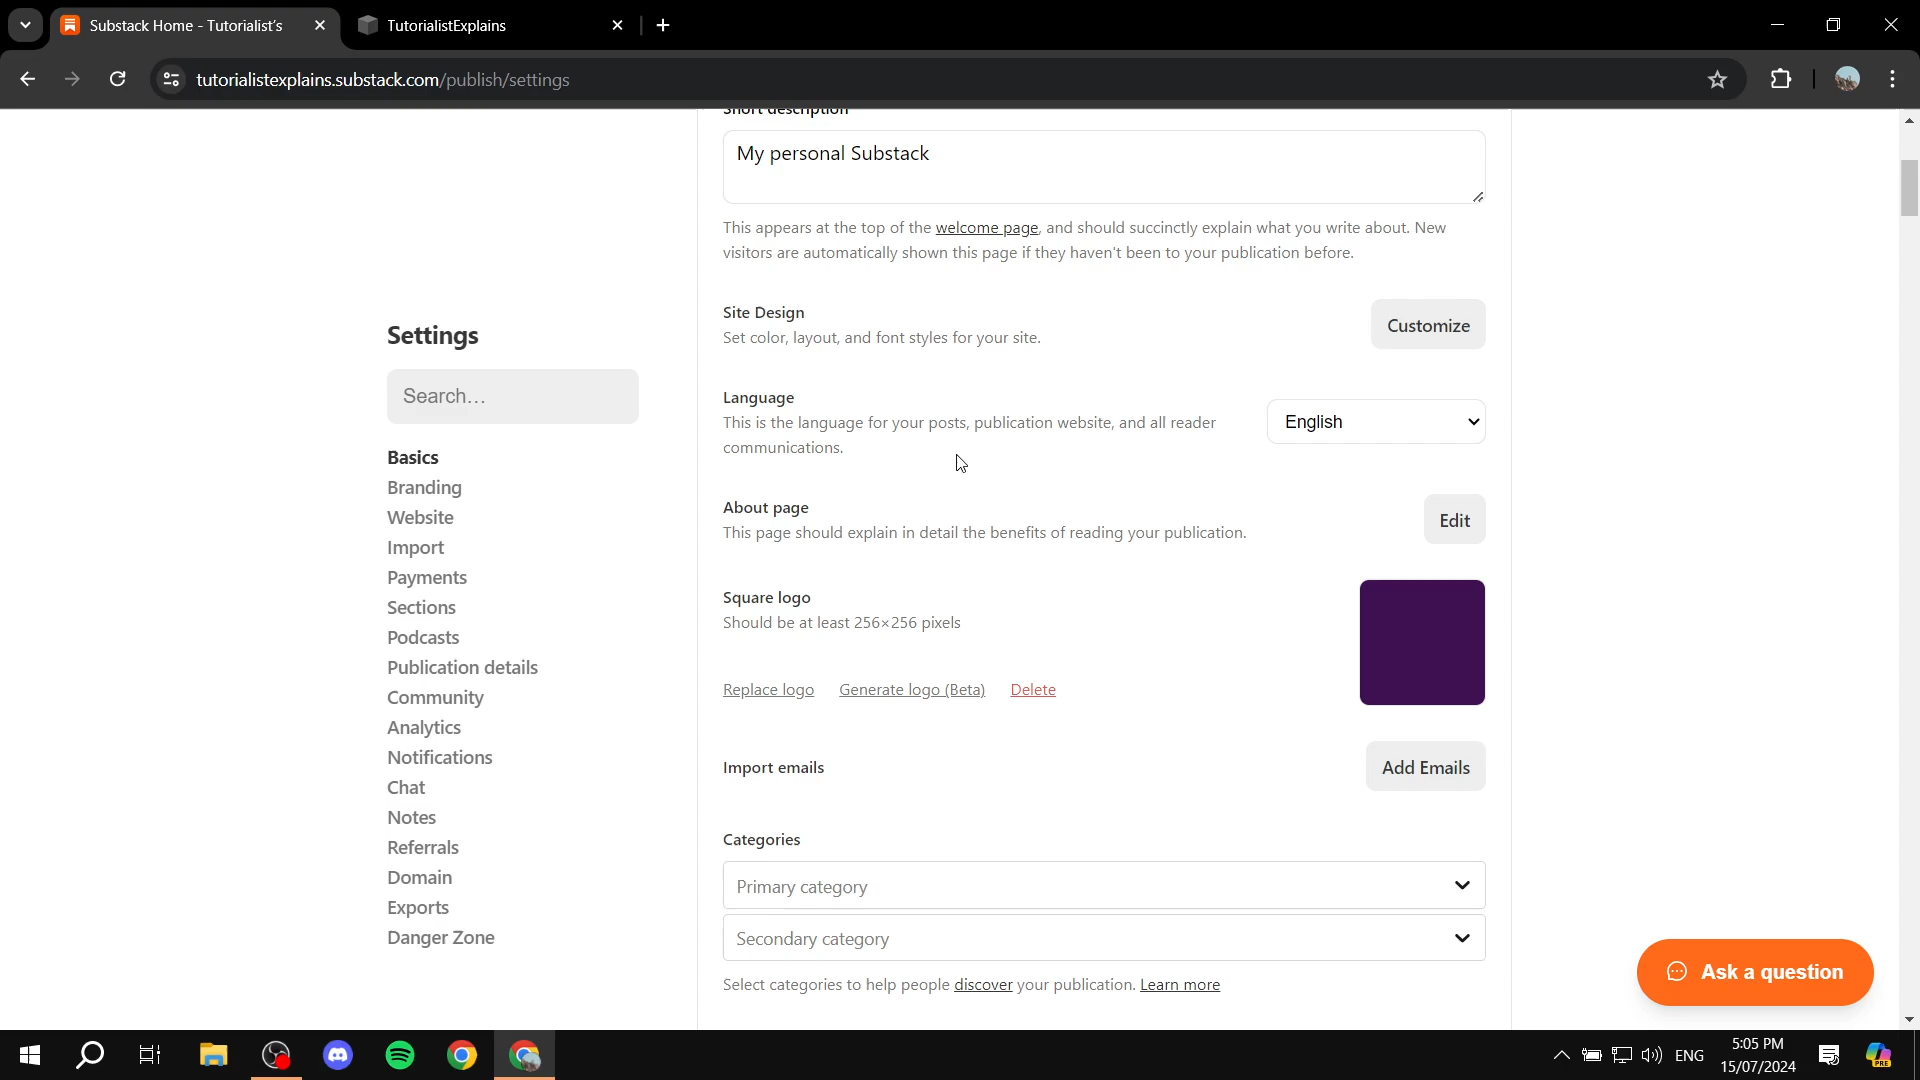 Substack Home - Tutorialist's
TutorialistExplains
tutorialistexplains.substack.com/publish/settings
Short description
My personal Substack
This appears at the top of the welcome page, and should succinctly explain what you write about. New
visitors are automatically shown this page if they haven't been to your publication before.
Site Design
Set color, layout, and font styles for your site.
Customize
Settings
Search...
Language
This is the language for your posts, publication website, and all reader
communications.
English
Basics
Branding
Website
Import
Payments
Sections
Podcasts
Publication details
Community
Analytics
Notifications
Chat
Notes
Referrals
Domain
Exports
Danger Zone
About page
This page should explain in detail the benefits of reading your publication.
Edit
Square logo
Should be at least 256×256 pixels
Replace logo Generate logo (Beta) Delete
Import emails
Add Emails
Categories
Primary category
Secondary category
Select categories to help people discover your publication. Learn more
Ask a question
ENG
5:05 PM
15/07/2024
PRE